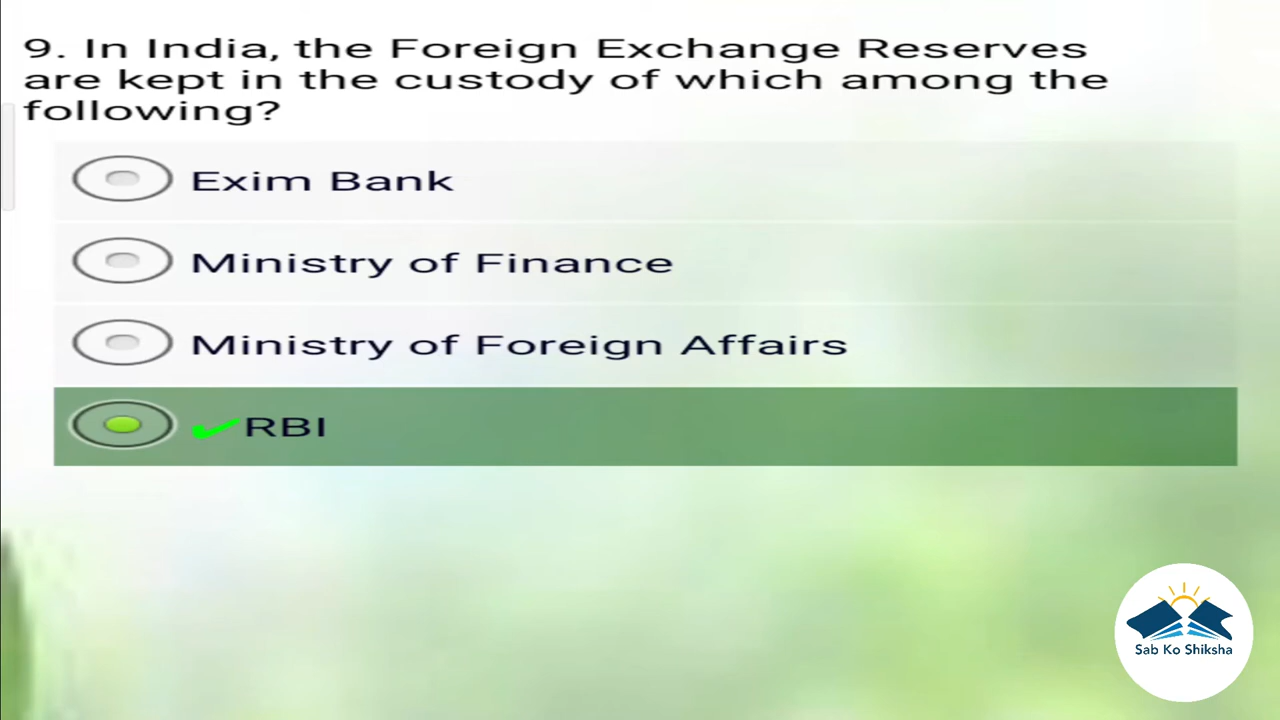 9. In India, the Foreign Exchange Reserves
are kept in the custody of which among the
following?
Exim Bank
Ministry of Finance
Ministry of Foreign Affairs
RBI
Sab Ko Shiksha